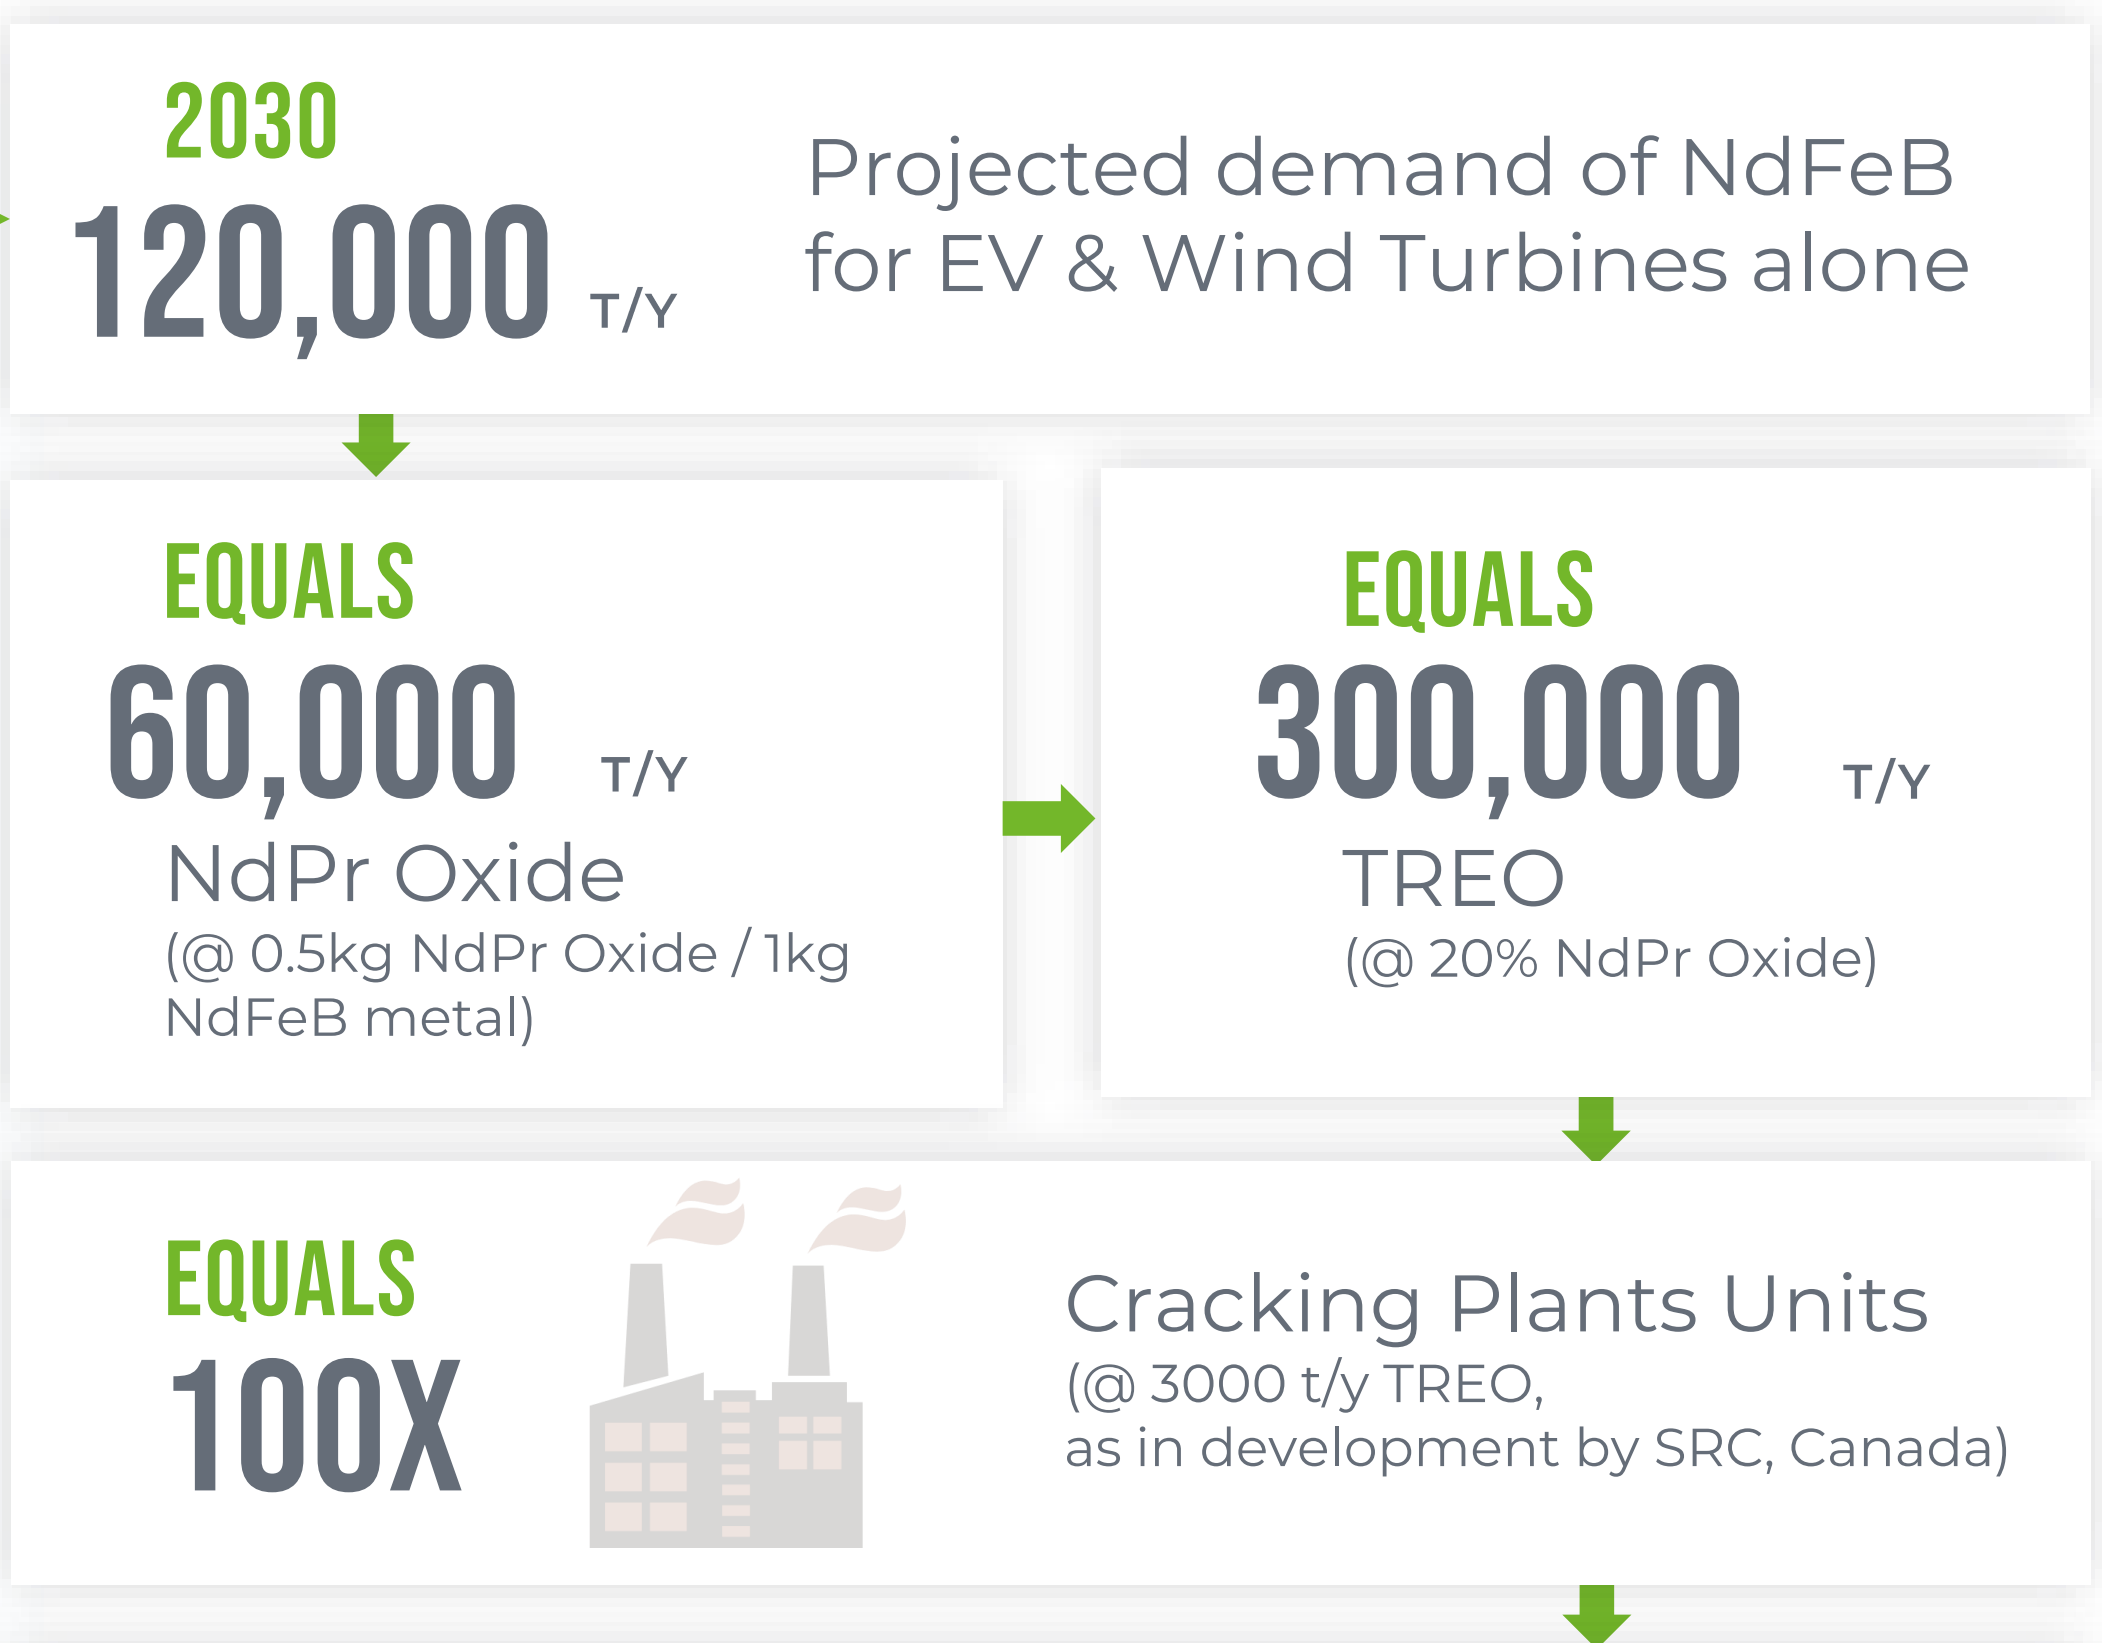 2030
120,000 T/Y
Projected demand of NdFeB
for EV & Wind Turbines alone
EQUALS
60,000 T/Y
NdPr Oxide
(@ 0.5kg NdPr Oxide / 1kg
NdFeB metal)
EQUALS
300,000 T/Y
TREO
(@ 20% NdPr Oxide)
EQUALS
100X
Cracking Plants Units
(@ 3000 t/y TREO,
as in development by SRC, Canada)